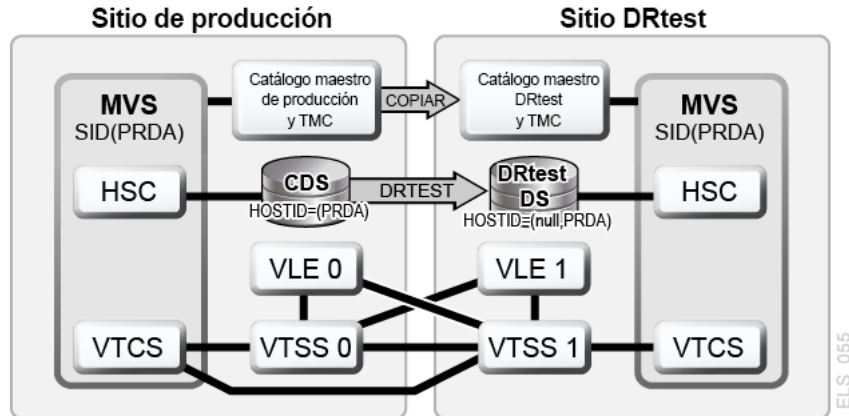 Sitio de producción
Sitio DRtest
MVS
SID(PRDA)
Catálogo maestro
de producción
y TMC
COPIAR
Catálogo maestro
DRtest
y TMC
MVS
SID(PRDA)
HSC
CDS
HOSTID=(PRDA)
DRTEST
DRtest
DS
HOSTID=(null,PRDA)
HSC
VLE 0
VLE 1
VTCS
VTSS 0
VTSS 1
VTCS
ELS_055